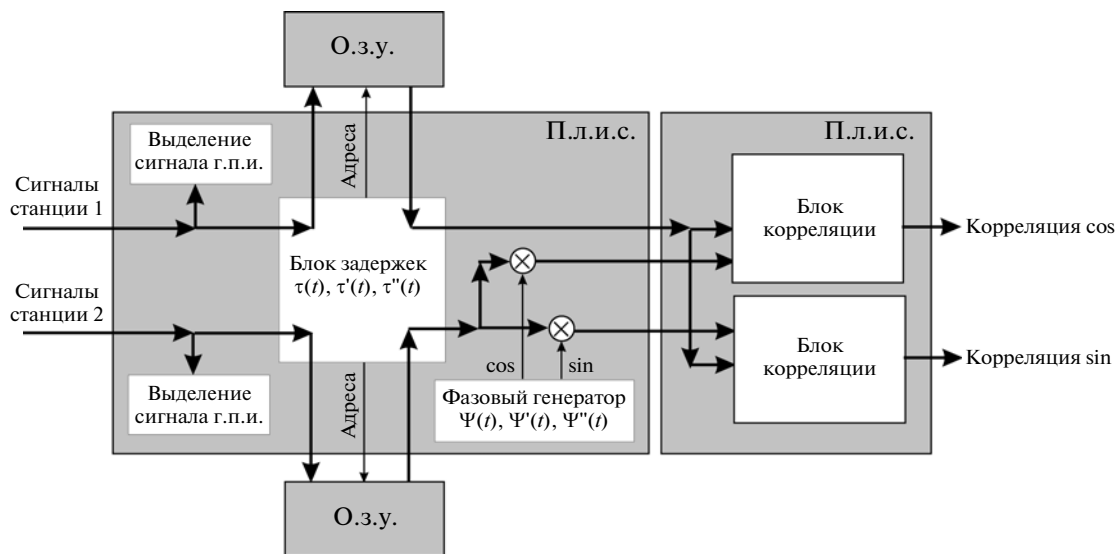 О.з.у.
П.л.и.с.
П.л.и.с.
Выделение
сигнала г.п.и.
Адреса
Сигналы
станции 1
Блок
корреляции
Корреляция cos
Блок задержек
τ(t), τ'(t), τ''(t)
Сигналы
станции 2
Блок
корреляции
Корреляция sin
cos
sin
Выделение
сигнала г.п.и.
Адреса
Фазовый генератор
Ψ(t), Ψ'(t), Ψ''(t)
О.з.у.